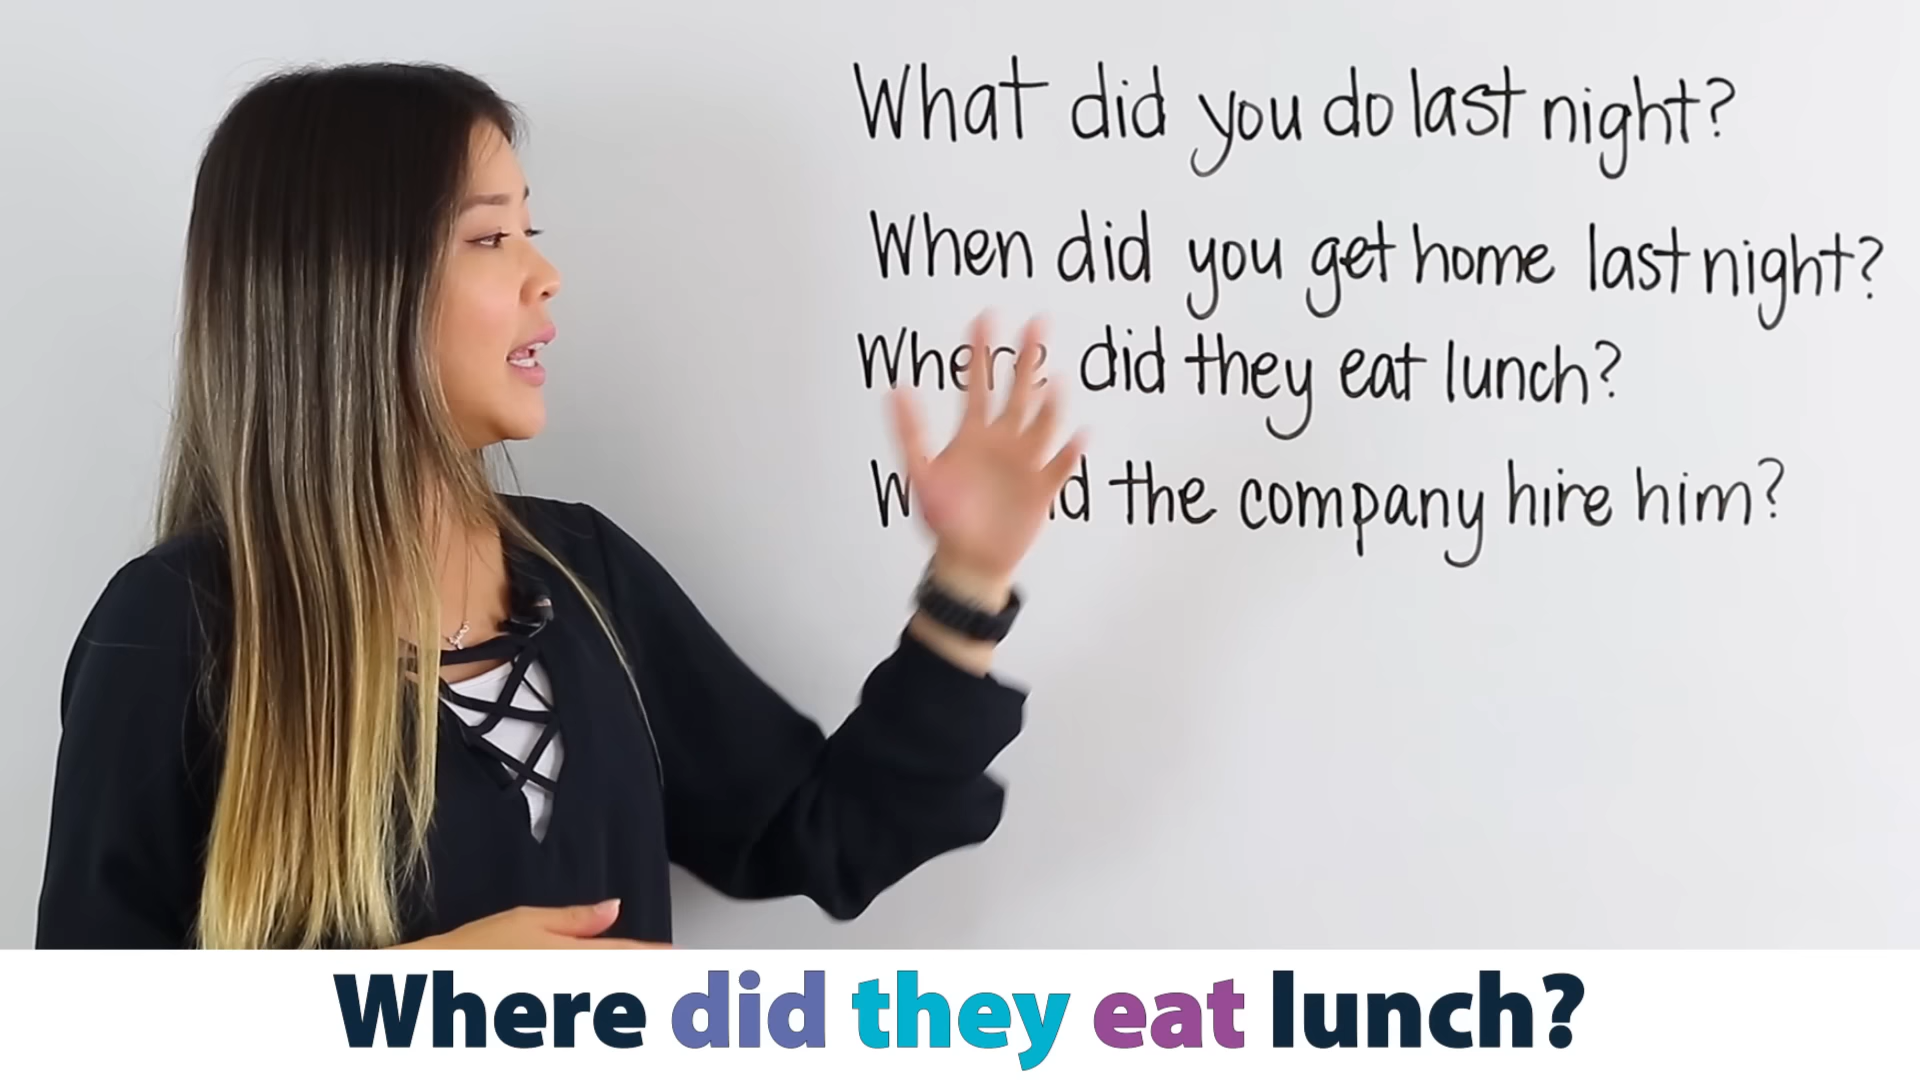 What did you do last night?
When did you get home last night?
Where did they eat lunch?
the company hire him?
Where did they eat lunch?